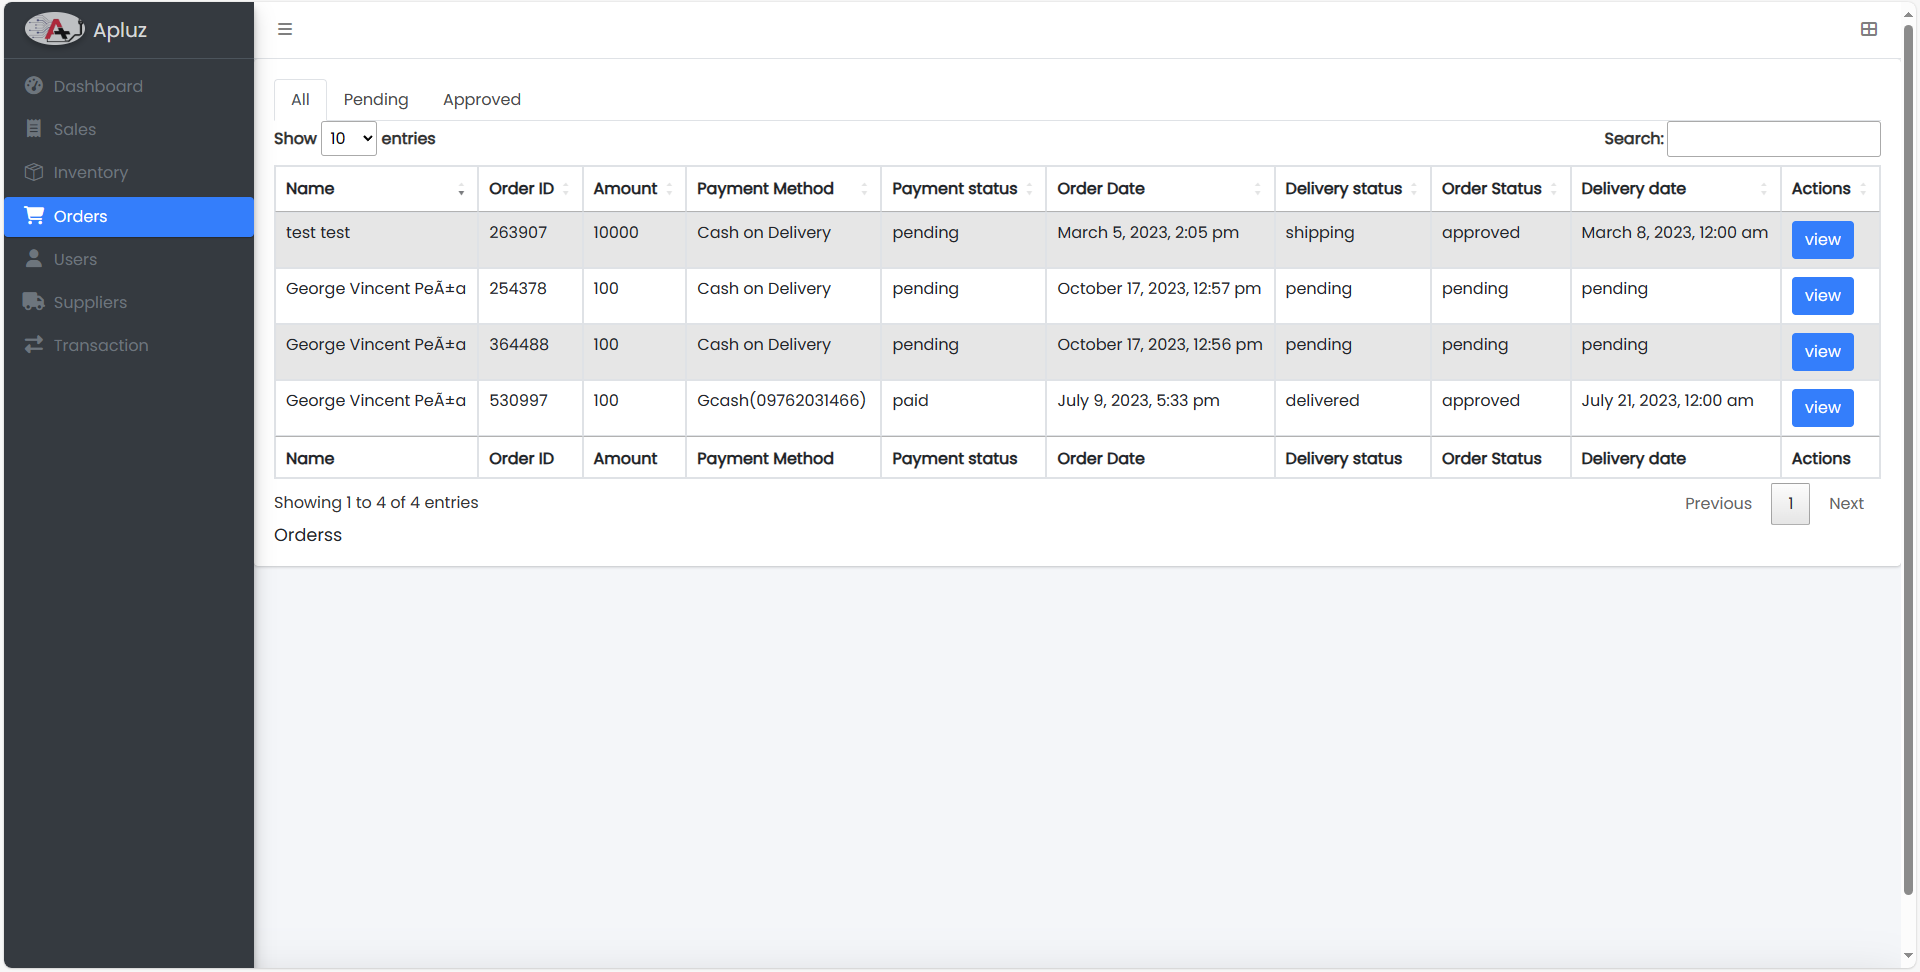 Apluz
Dashboard
Sales
Inventory
Orders
Users
Suppliers
Transaction
All Pending Approved
Show 10 entries Search:
Name Order ID Amount Payment Method Payment status Order Date Delivery status Order Status Delivery date Actions
test test 263907 10000 Cash on Delivery pending March 5, 2023, 2:05 pm shipping approved March 8, 2023, 12:00 am view
George Vincent PeÃ±a 254378 100 Cash on Delivery pending October 17, 2023, 12:57 pm pending pending pending view
George Vincent PeÃ±a 364488 100 Cash on Delivery pending October 17, 2023, 12:56 pm pending pending pending view
George Vincent PeÃ±a 530997 100 Gcash(09762031466) paid July 9, 2023, 5:33 pm delivered approved July 21, 2023, 12:00 am view
Name Order ID Amount Payment Method Payment status Order Date Delivery status Order Status Delivery date Actions
Showing 1 to 4 of 4 entries Previous 1 Next
Orderss